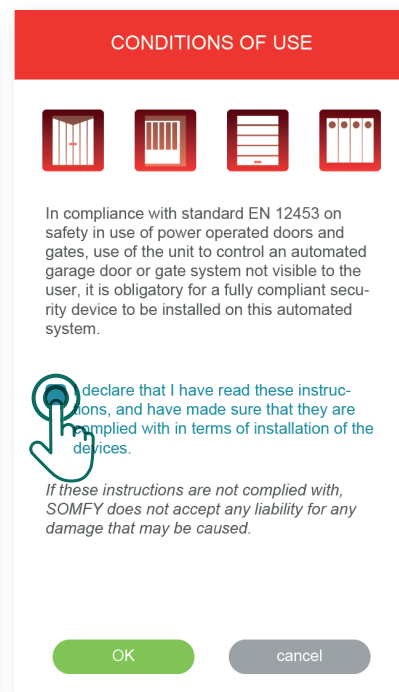 CONDITIONS OF USE
In compliance with standard EN 12453 on
safety in use of power operated doors and
gates, use of the unit to control an automated
garage door or gate system not visible to the
user, it is obligatory for a fully compliant secu-
rity device to be installed on this automated
system.
I declare that I have read these instruc-
tions, and have made sure that they are
complied with in terms of installation of the
devices.
If these instructions are not complied with,
SOMFY does not accept any liability for any
damage that may be caused.
OK
cancel